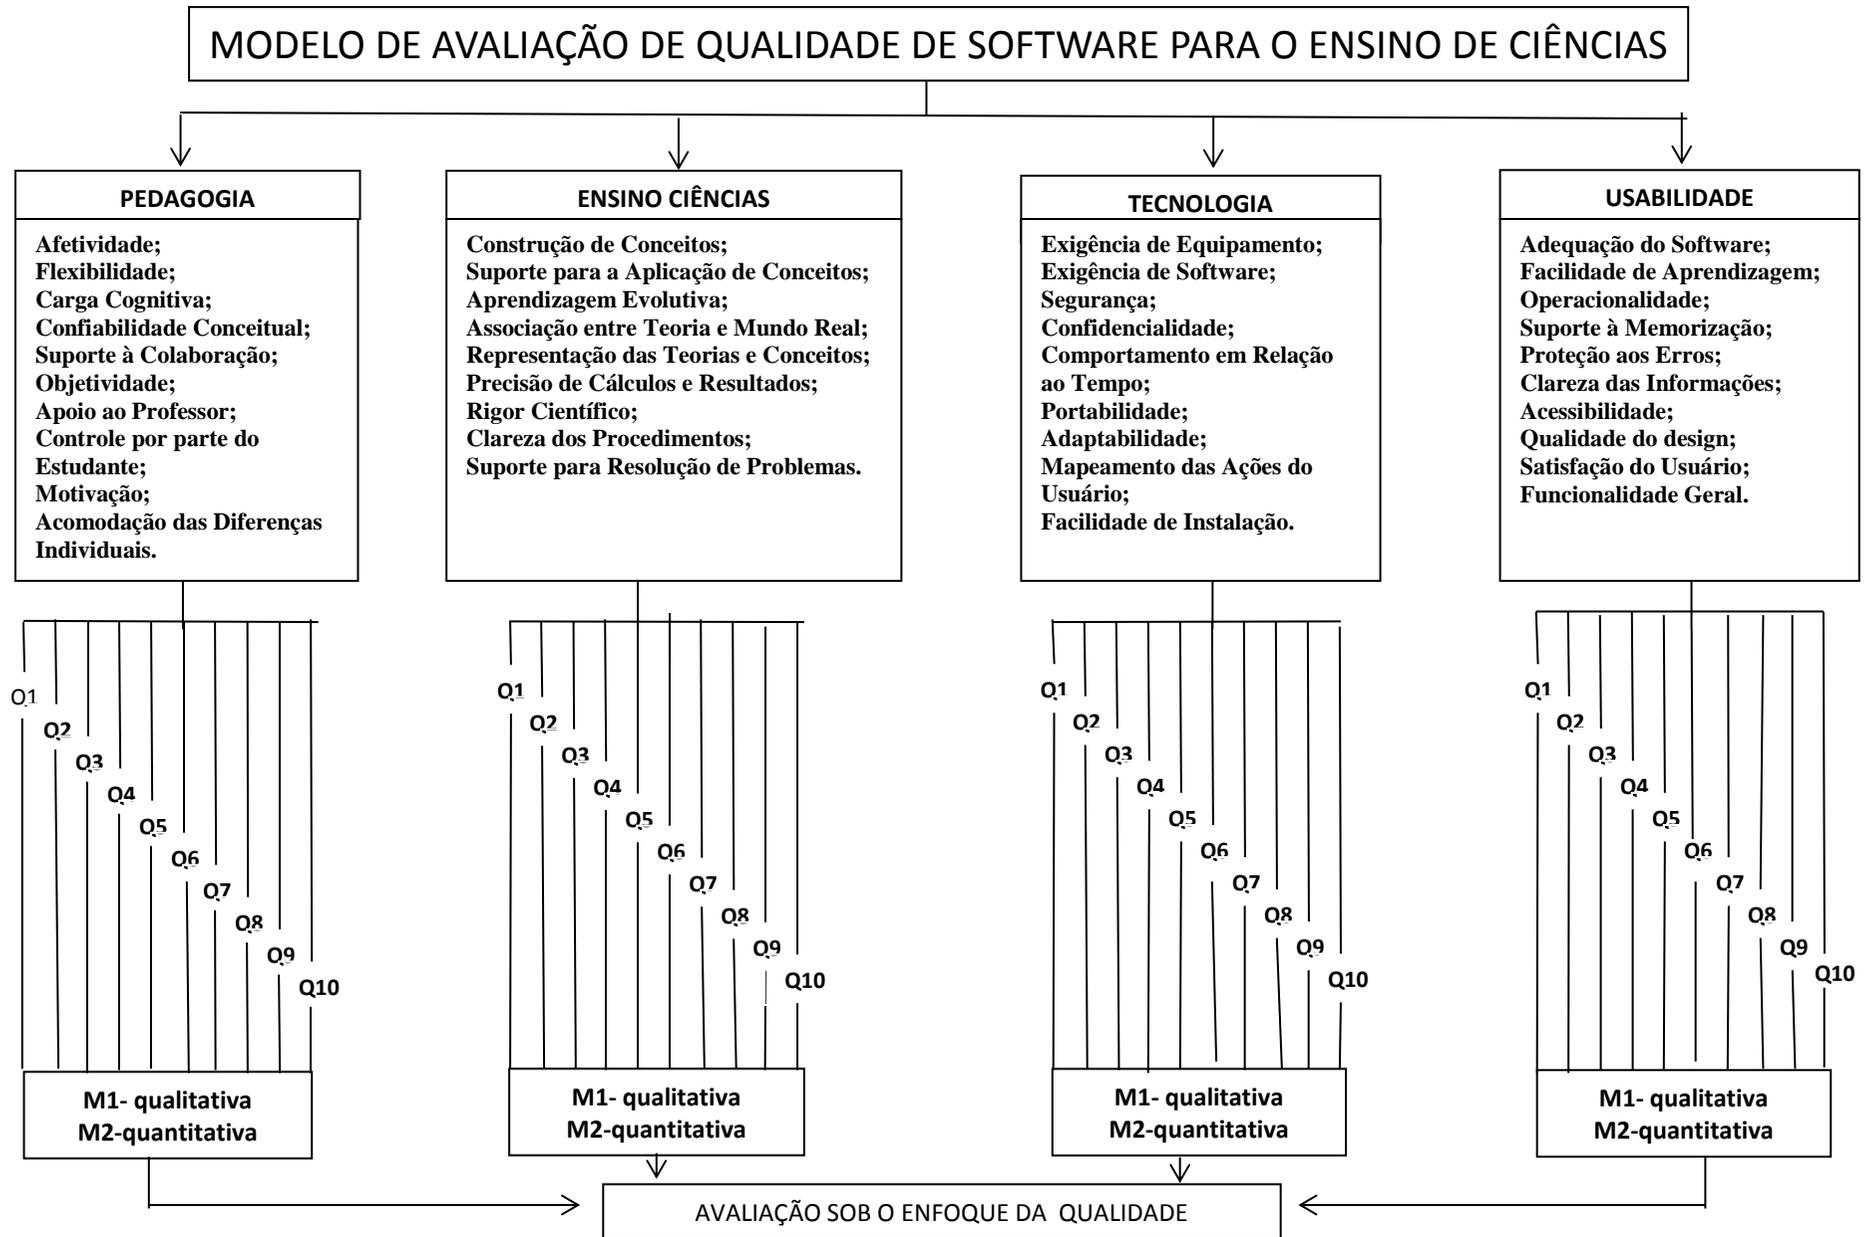 MODELO DE AVALIAÇÃO DE QUALIDADE DE SOFTWARE PARA O ENSINO DE CIÊNCIAS
PEDAGOGIA
Afetividade;
Flexibilidade;
Carga Cognitiva;
Confiabilidade Conceitual;
Suporte à Colaboração;
Objetividade;
Apoio ao Professor;
Controle por parte do
Estudante;
Motivação;
Acomodação das Diferenças
Individuais.
Q1
Q2
Q3
Q4
Q5
Q6
Q7
Q8
Q9
Q10
M1- qualitativa
M2-quantitativa
ENSINO CIÊNCIAS
Construção de Conceitos;
Suporte para a Aplicação de Conceitos;
Aprendizagem Evolutiva;
Associação entre Teoria e Mundo Real;
Representação das Teorias e Conceitos;
Precisão de Cálculos e Resultados;
Rigor Científico;
Clareza dos Procedimentos;
Suporte para Resolução de Problemas.
Q1
Q2
Q3
Q4
Q5
Q6
Q7
Q8
Q9
Q10
M1- qualitativa
M2-quantitativa
TECNOLOGIA
Exigência de Equipamento;
Exigência de Software;
Segurança;
Confidencialidade;
Comportamento em Relação
ao Tempo;
Portabilidade;
Adaptabilidade;
Mapeamento das Ações do
Usuário;
Facilidade de Instalação.
Q1
Q2
Q3
Q4
Q5
Q6
Q7
Q8
Q9
Q10
M1- qualitativa
M2-quantitativa
USABILIDADE
Adequação do Software;
Facilidade de Aprendizagem;
Operacionalidade;
Suporte à Memorização;
Proteção aos Erros;
Clareza das Informações;
Acessibilidade;
Qualidade do design;
Satisfação do Usuário;
Funcionalidade Geral.
Q1
Q2
Q3
Q4
Q5
Q6
Q7
Q8
Q9
Q10
M1- qualitativa
M2-quantitativa
AVALIAÇÃO SOB O ENFOQUE DA QUALIDADE